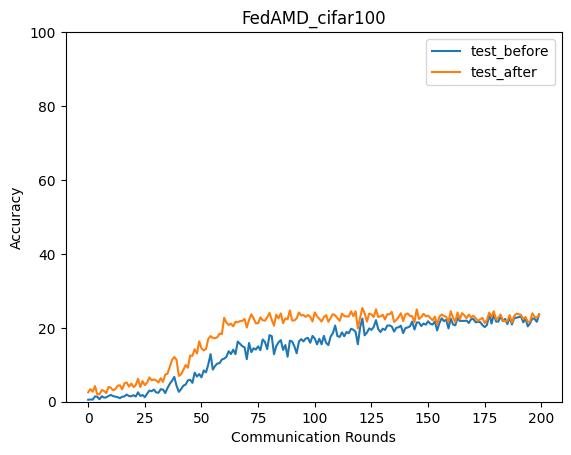 FedAMD_cifar100
test_before
test_after
100
80
60
40
20
0
Accuracy
0 25 50 75 100 125 150 175 200
Communication Rounds